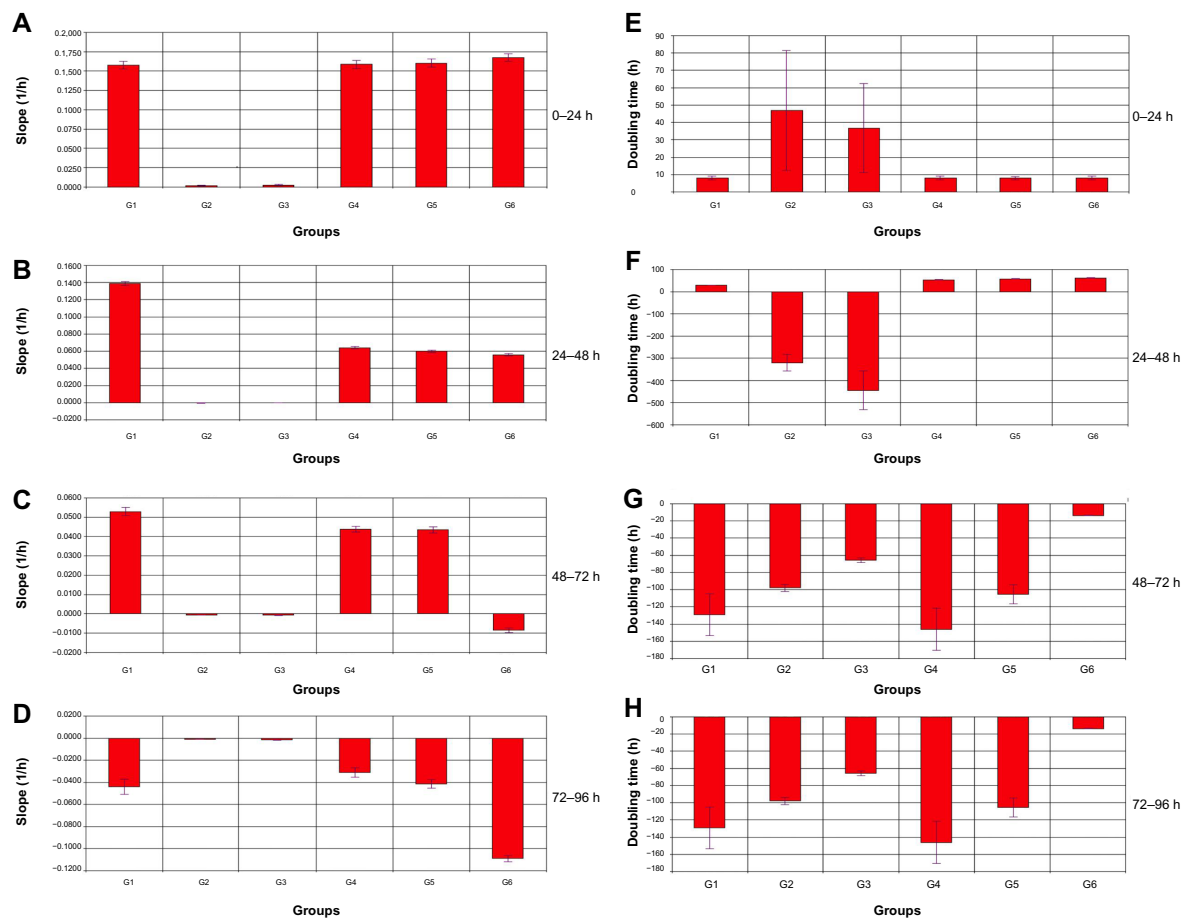 A
Slope (1/h)
0.2,000
0.1,750
0.1,500
0.1,250
0.1,000
0.0750
0.0500
0.0250
0.0000
G1 G2 G3 G4 G5 G6
Groups
0–24 h
B
Slope (1/h)
0.1600
0.1400
0.1200
0.1000
0.0800
0.0600
0.0400
0.0200
0.0000
−0.0200
G1 G2 G3 G4 G5 G6
Groups
24–48 h
C
Slope (1/h)
0.0600
0.0500
0.0400
0.0300
0.0200
0.0100
0.0000
−0.0100
−0.0200
G1 G2 G3 G4 G5 G6
Groups
48–72 h
D
Slope (1/h)
0.0200
0.0000
−0.0200
−0.0400
−0.0600
−0.0800
−0.1000
−0.1200
G1 G2 G3 G4 G5 G6
Groups
72–96 h
E
Doubling time (h)
90
80
70
60
50
40
30
20
10
0
G1 G2 G3 G4 G5 G6
Groups
0–24 h
F
Doubling time (h)
100
0
−100
−200
−300
−400
−500
−600
G1 G2 G3 G4 G5 G6
Groups
24–48 h
G
Doubling time (h)
0
−20
−40
−60
−80
−100
−120
−140
−160
−180
G1 G2 G3 G4 G5 G6
Groups
48–72 h
H
Doubling time (h)
0
−20
−40
−60
−80
−100
−120
−140
−160
−180
G1 G2 G3 G4 G5 G6
Groups
72–96 h